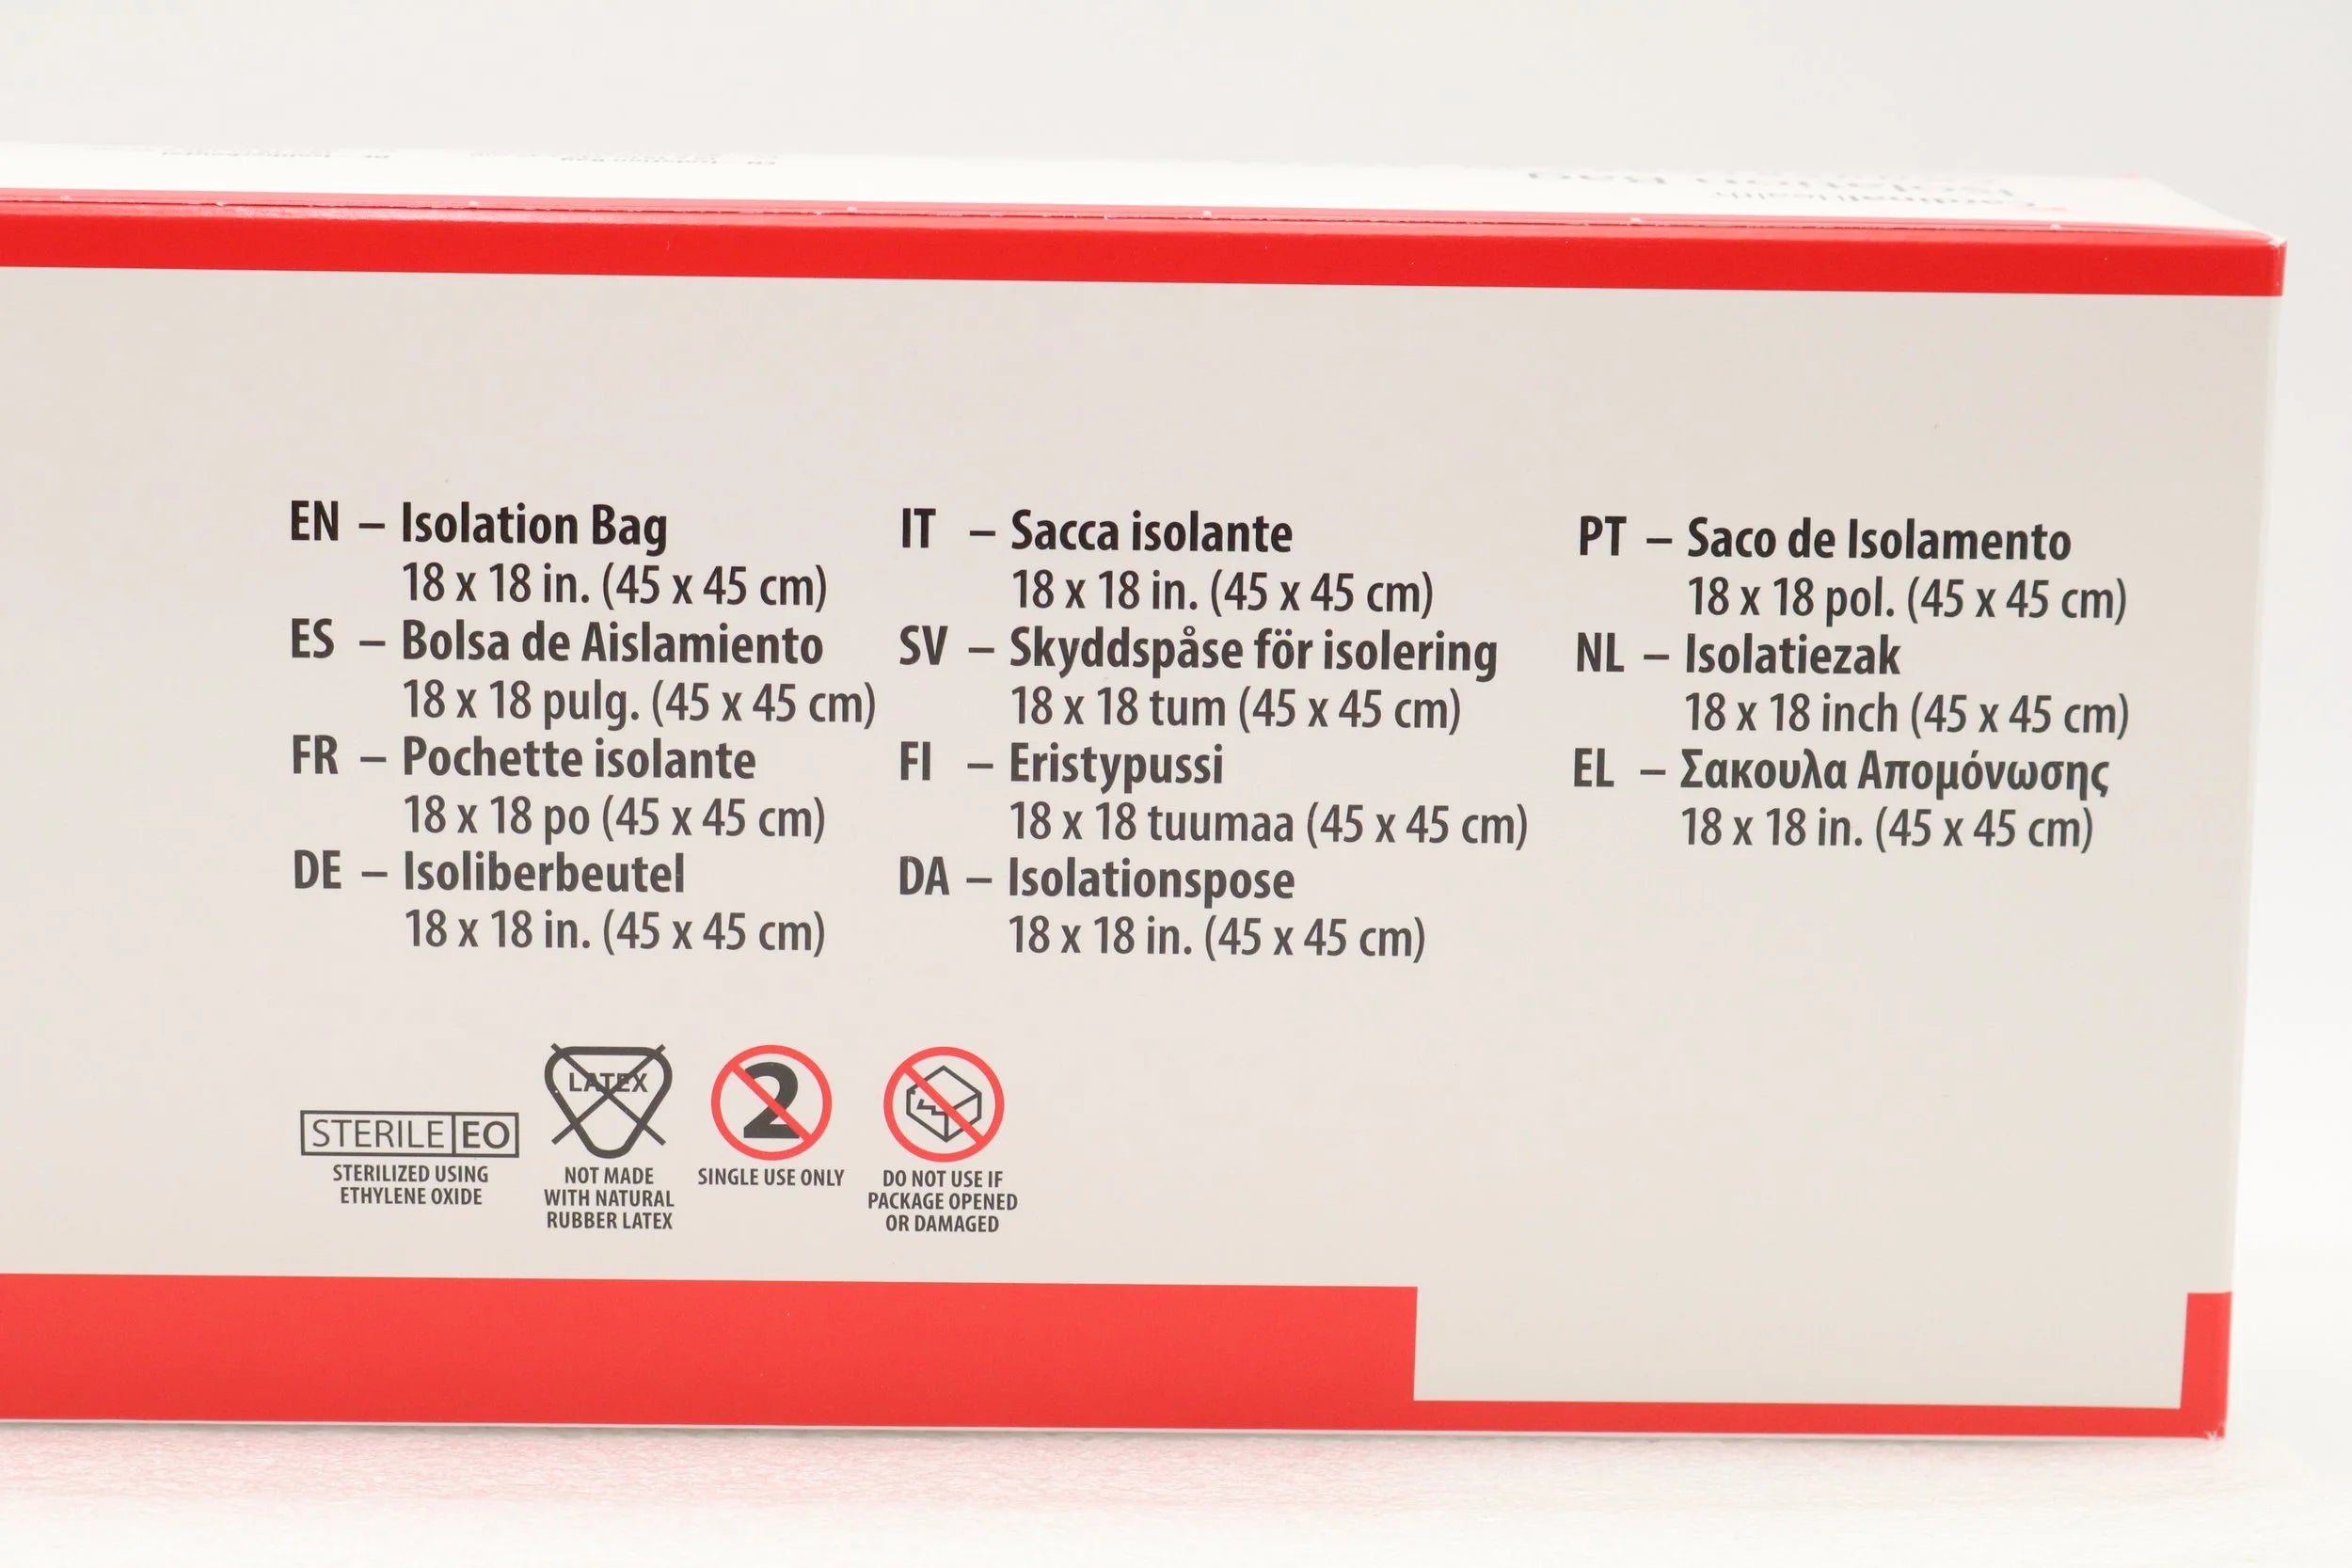 EN – Isolation Bag
18 x 18 in. (45 x 45 cm)
ES – Bolsa de Aislamiento
18 x 18 pulg. (45 x 45 cm)
FR – Pochette isolante
18 x 18 po (45 x 45 cm)
DE – Isoliberbeutel
18 x 18 in. (45 x 45 cm)
IT – Sacca isolante
18 x 18 in. (45 x 45 cm)
SV – Skyddspåse för isolering
18 x 18 tum (45 x 45 cm)
FI – Eristypussi
18 x 18 tuumaa (45 x 45 cm)
DA – Isolationspose
18 x 18 in. (45 x 45 cm)
PT – Saco de Isolamento
18 x 18 pol. (45 x 45 cm)
NL – Isolatiezak
18 x 18 inch (45 x 45 cm)
EL – Σακουλα Απομόνωσης
18 x 18 in. (45 x 45 cm)
STERILE EO
STERILIZED USING
ETHYLENE OXIDE
LATEX
NOT MADE
WITH NATURAL
RUBBER LATEX
2
SINGLE USE ONLY
DO NOT USE IF
PACKAGE OPENED
OR DAMAGED